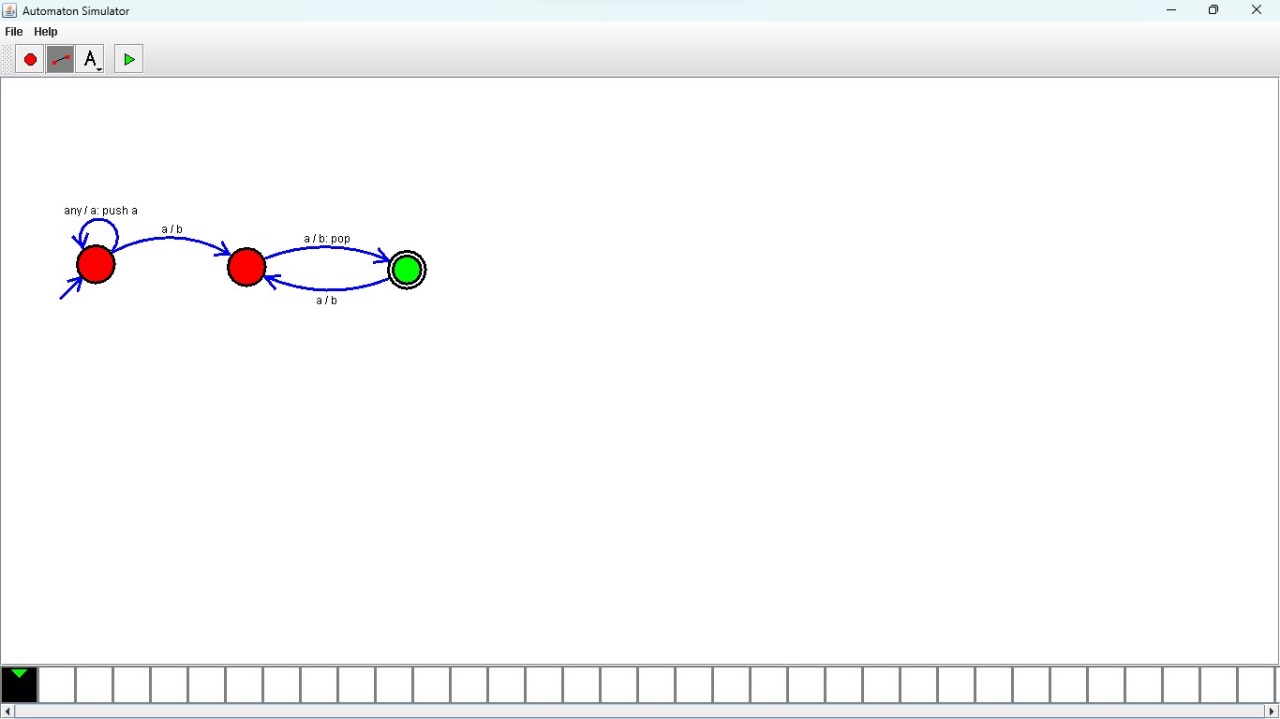 Automaton Simulator
File Help
A
any / a: push a
a / b
a / b: pop
a / b